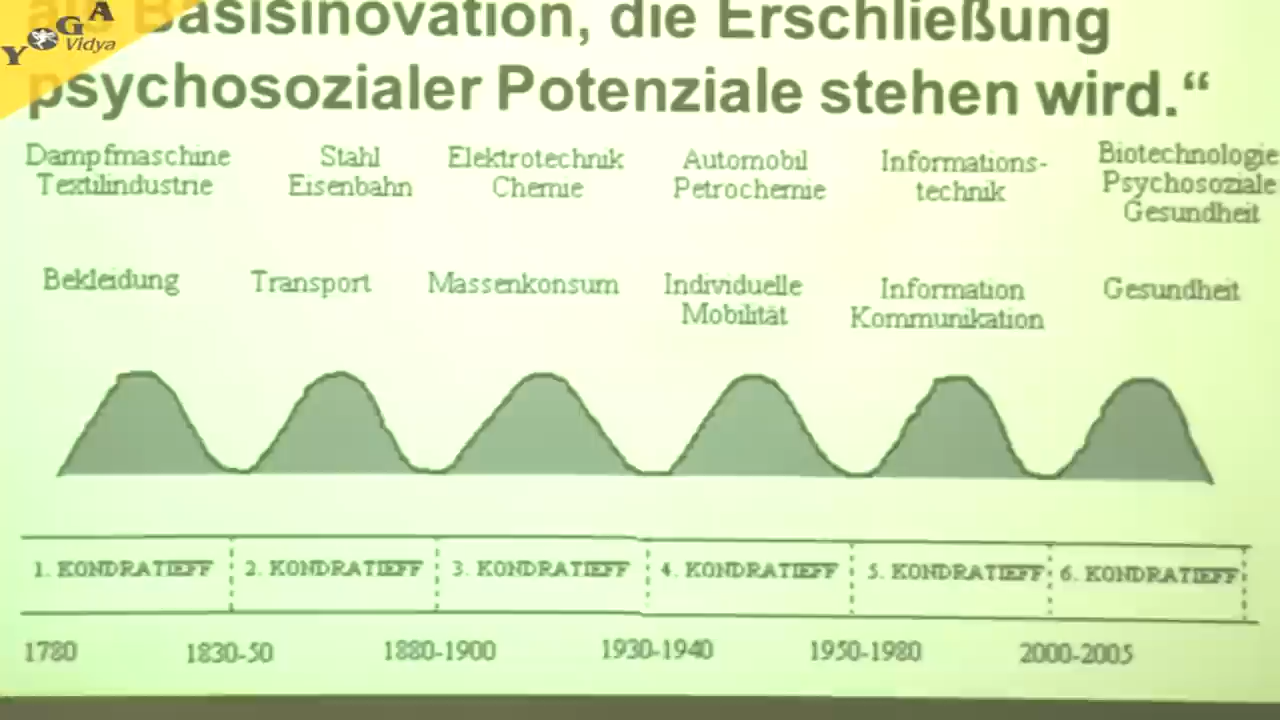 YOGA
Vidya
Basisinovation, die Erschließung
psychosozialer Potenziale stehen wird.“
Dampfmaschine
Textilindustrie
Stahl
Eisenbahn
Elektrotechnik
Chemie
Automobil
Petrochemie
Informations-
technik
Biotechnologie
Psychosoziale
Gesundheit
Bekleidung
Transport
Massenkonsum
Individuelle
Mobilität
Information
Kommunikation
Gesundheit
1. KONDRATIEFF
2. KONDRATIEFF
3. KONDRATIEFF
4. KONDRATIEFF
5. KONDRATIEFF
6. KONDRATIEFF
1780
1830-50
1880-1900
1930-1940
1950-1980
2000-2005